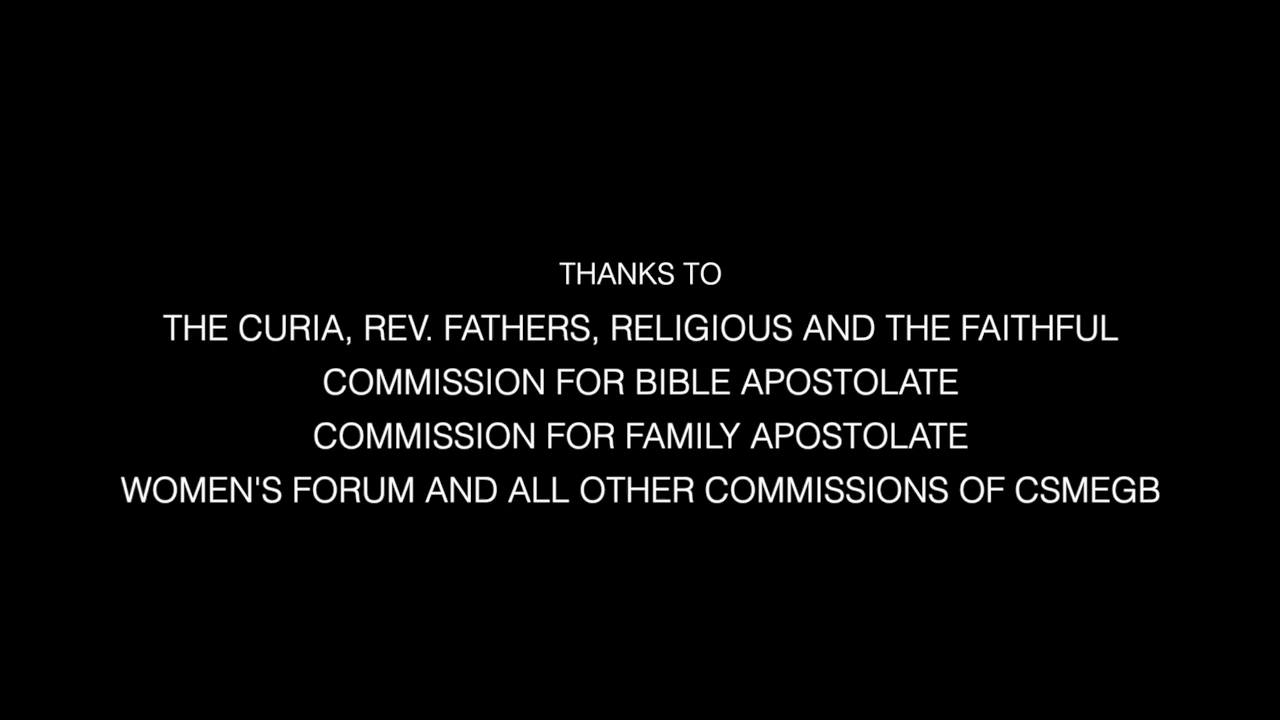 THANKS TO
THE CURIA, REV. FATHERS, RELIGIOUS AND THE FAITHFUL
COMMISSION FOR BIBLE APOSTOLATE
COMMISSION FOR FAMILY APOSTOLATE
WOMEN'S FORUM AND ALL OTHER COMMISSIONS OF CSMEGB